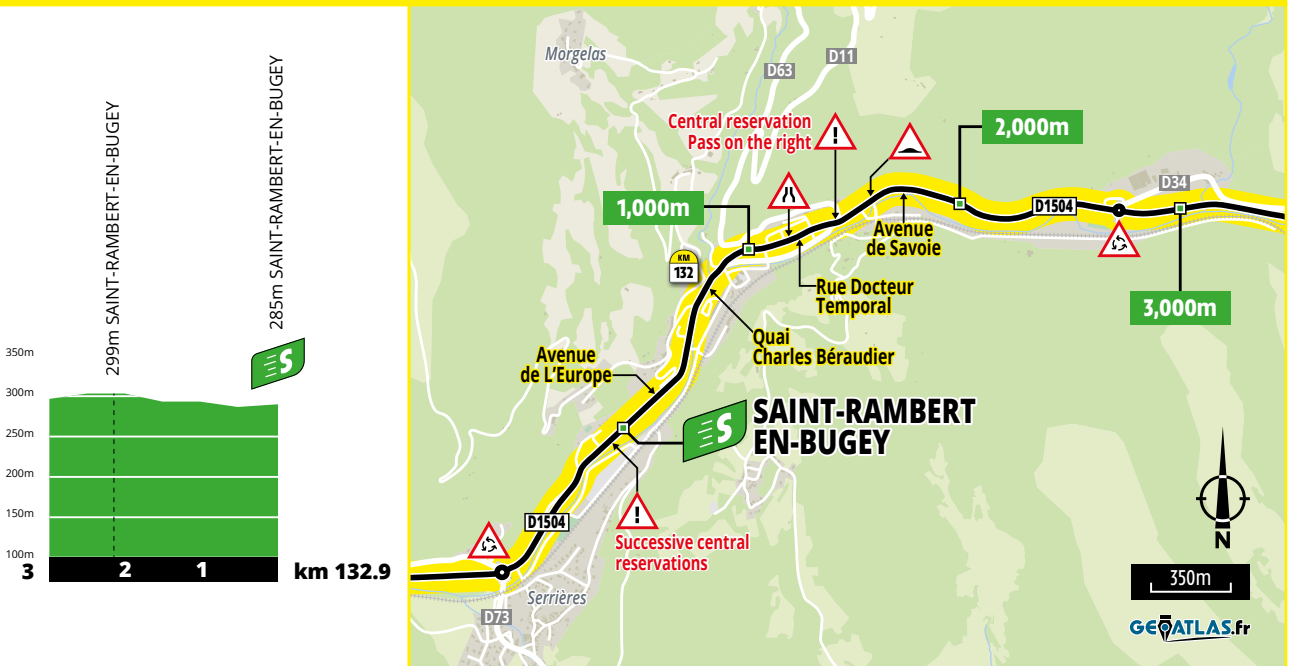 299m SAINT-RAMBERT-EN-BUGEY
285m SAINT-RAMBERT-EN-BUGEY
S
350m
300m
250m
200m
150m
100m
3
2
1
km 132.9
Morgelas
D63
D11
Central reservation
Pass on the right
!
2,000m
1,000m
D34
D1504
Avenue
de Savoie
KM
132
Rue Docteur
Temporal
3,000m
Quai
Charles Béraudier
Avenue
de L'Europe
S
SAINT-RAMBERT
EN-BUGEY
!
D1504
Successive central
reservations
Serrières
D73
N
350m
GEOATLAS.fr